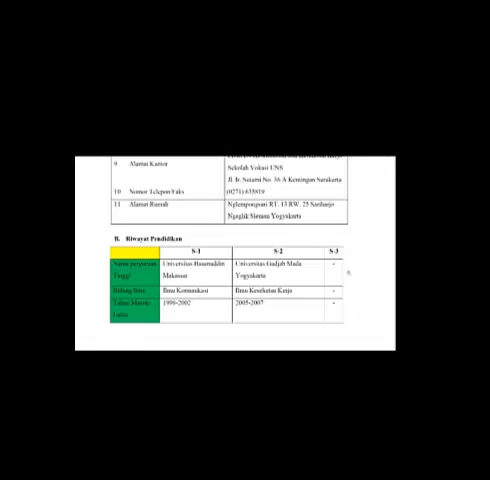 9 Alamat Kantor
Sekolah Vokasi UNS
Jl. Ir. Sutami No. 36 A Kentingan Surakarta
10 Nomor Telepon/Faks (0271) 635819
11 Alamat Rumah Nglempongsari RT. 13 RW. 25 Sariharjo
Ngaglik Sleman Yogyakarta
B. Riwayat Pendidikan
S-1 S-2 S-3
Nama perguruan Universitas Hasanuddin Universitas Gadjah Mada -
Tinggi Makassar Yogyakarta
Bidang Ilmu Ilmu Komunikasi Ilmu Kesehatan Kerja -
Tahun Masuk- 1996-2002 2005-2007 -
Lulus